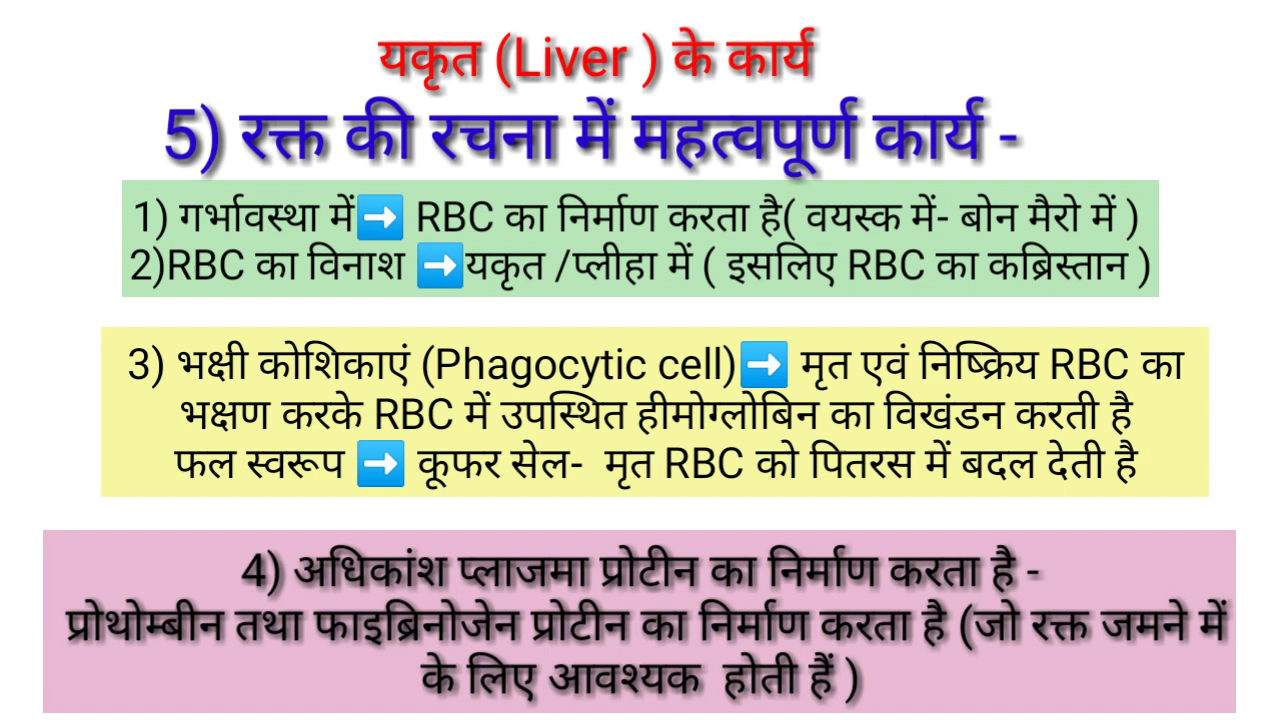 यकृत (Liver ) के कार्य
5) रक्त की रचना में महत्वपूर्ण कार्य -
1) गर्भावस्था में➡️ RBC का निर्माण करता है( वयस्क में- बोन मैरो में )
2)RBC का विनाश ➡️यकृत /प्लीहा में ( इसलिए RBC का कब्रिस्तान )
3) भक्षी कोशिकाएं (Phagocytic cell)➡️ मृत एवं निष्क्रिय RBC का
भक्षण करके RBC में उपस्थित हीमोग्लोबिन का विखंडन करती है
फल स्वरूप ➡️ कूफर सेल- मृत RBC को पितरस में बदल देती है
4) अधिकांश प्लाजमा प्रोटीन का निर्माण करता है -
प्रोथोम्बीन तथा फाइब्रिनोजेन प्रोटीन का निर्माण करता है (जो रक्त जमने में
के लिए आवश्यक होती हैं )